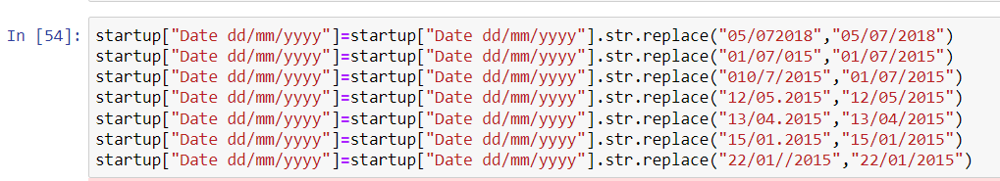 In [54]: startup["Date dd/mm/yyyy"]=startup["Date dd/mm/yyyy"].str.replace("05/072018","05/07/2018")
startup["Date dd/mm/yyyy"]=startup["Date dd/mm/yyyy"].str.replace("01/07/015","01/07/2015")
startup["Date dd/mm/yyyy"]=startup["Date dd/mm/yyyy"].str.replace("010/7/2015","01/07/2015")
startup["Date dd/mm/yyyy"]=startup["Date dd/mm/yyyy"].str.replace("12/05.2015","12/05/2015")
startup["Date dd/mm/yyyy"]=startup["Date dd/mm/yyyy"].str.replace("13/04.2015","13/04/2015")
startup["Date dd/mm/yyyy"]=startup["Date dd/mm/yyyy"].str.replace("15/01.2015","15/01/2015")
startup["Date dd/mm/yyyy"]=startup["Date dd/mm/yyyy"].str.replace("22/01//2015","22/01/2015")